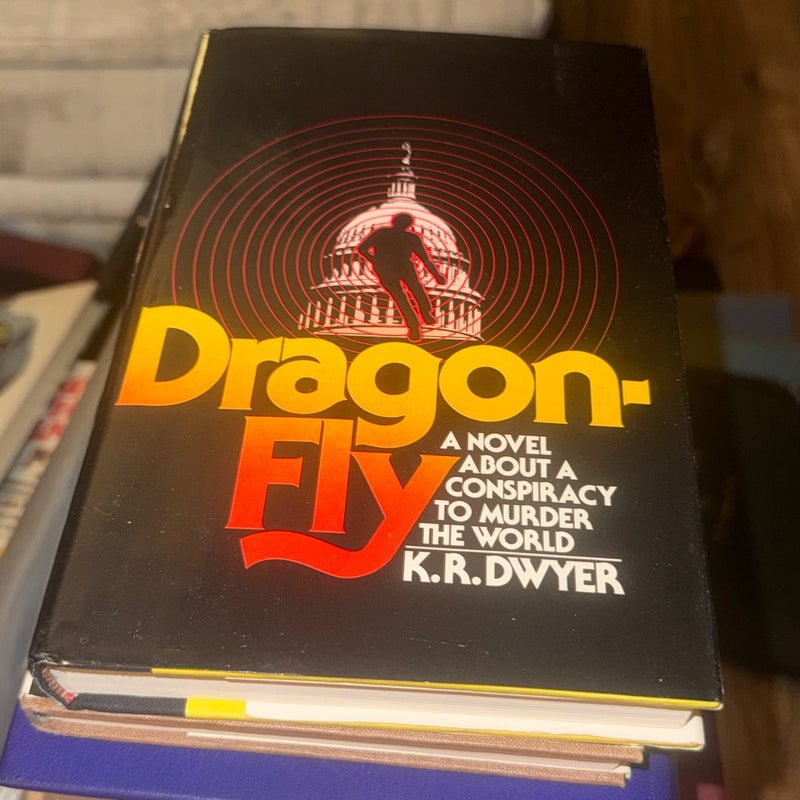 Dragon-
Fly
A NOVEL
ABOUT A
CONSPIRACY
TO MURDER
THE WORLD
K.R. DWYER